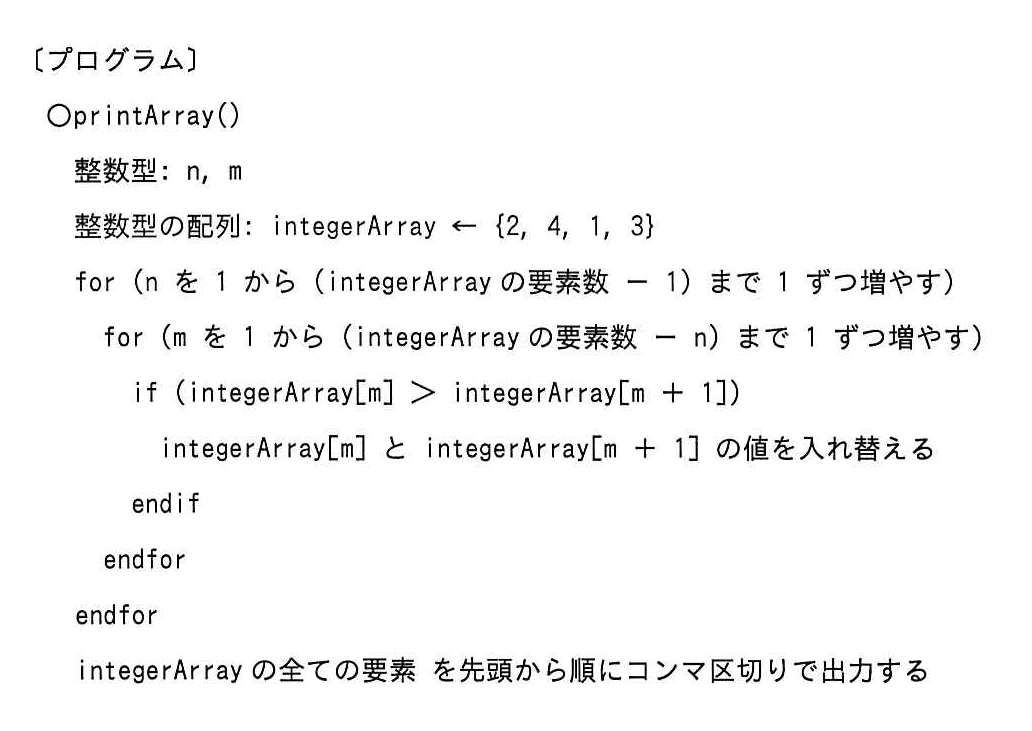 〔プログラム〕
○printArray()
整数型: n, m
整数型の配列: integerArray ← {2, 4, 1, 3}
for (n を 1 から (integerArray の要素数 － 1) まで 1 ずつ増やす)
for (m を 1 から (integerArray の要素数 － n) まで 1 ずつ増やす)
if (integerArray[m] ＞ integerArray[m ＋ 1])
integerArray[m] と integerArray[m ＋ 1] の値を入れ替える
endif
endfor
endfor
integerArray の全ての要素 を先頭から順にコンマ区切りで出力する